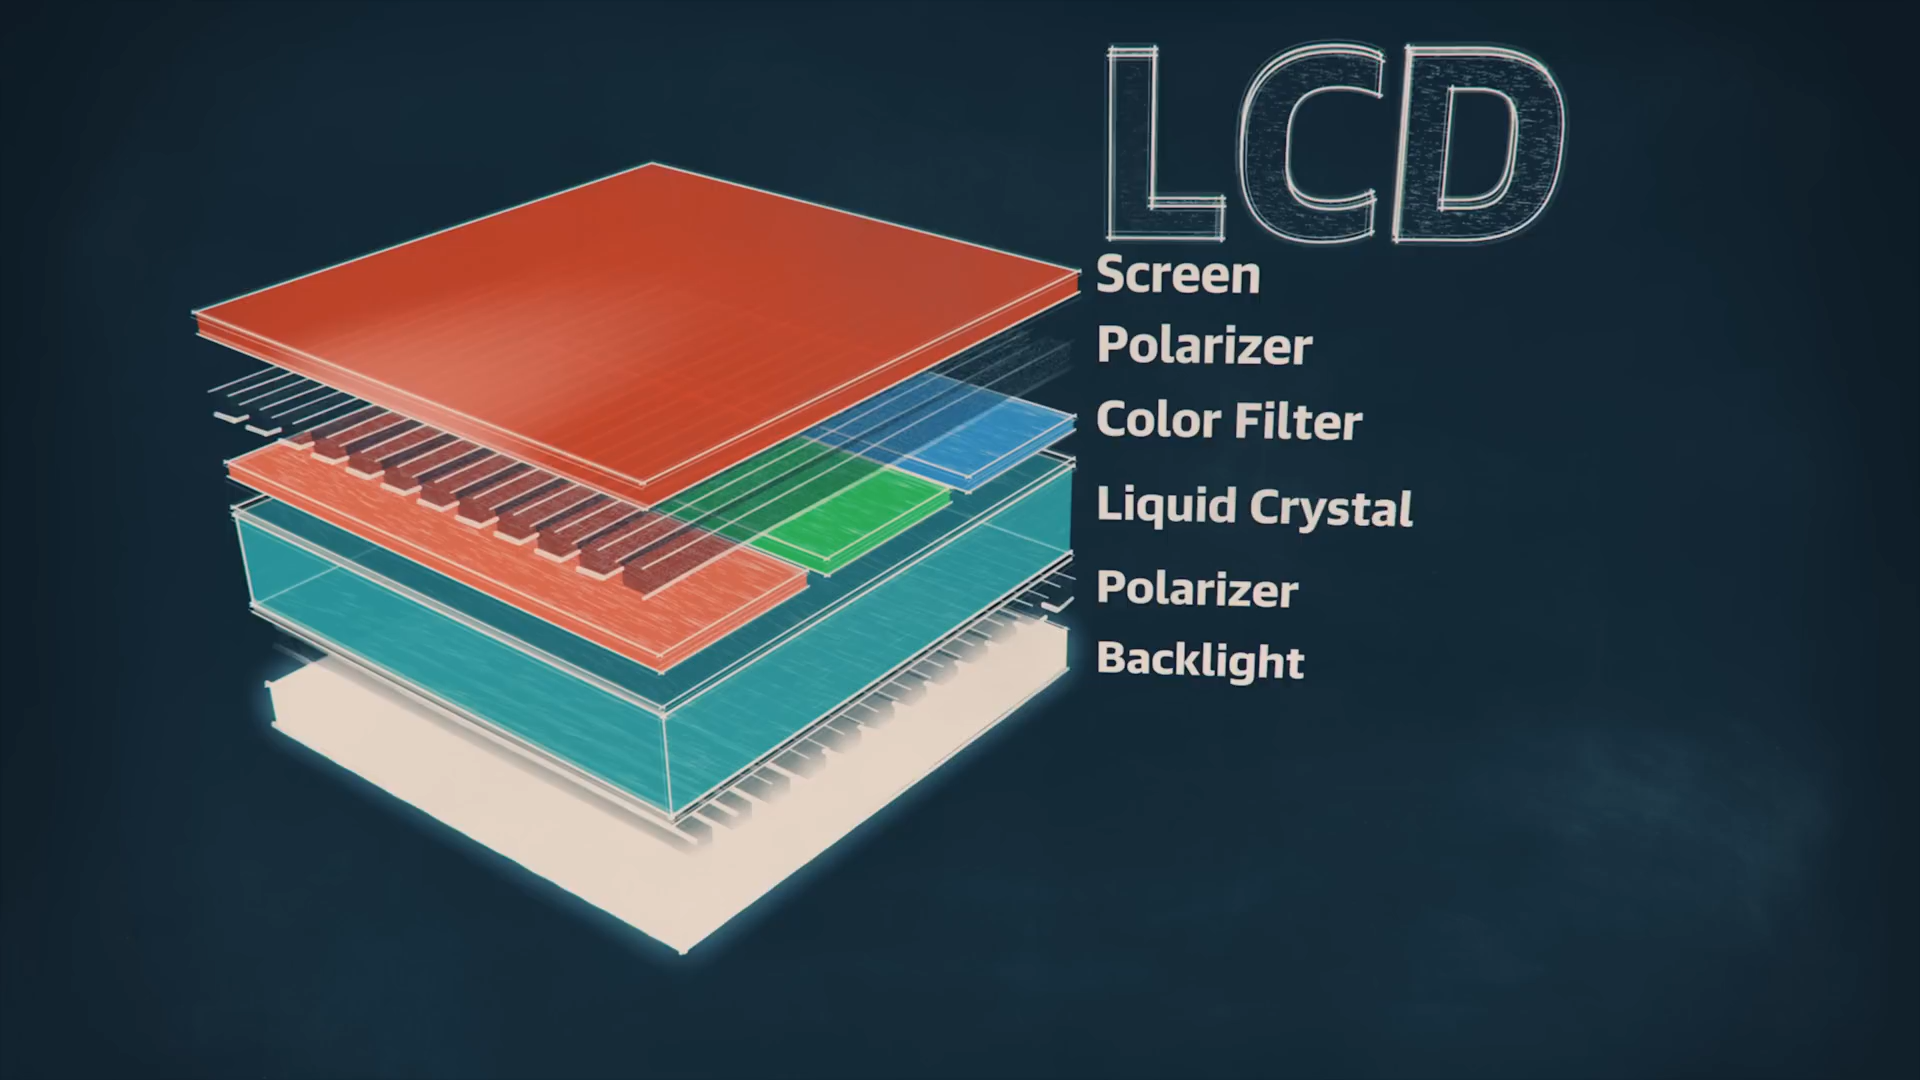 LCD
Screen
Polarizer
Color Filter
Liquid Crystal
Polarizer
Backlight